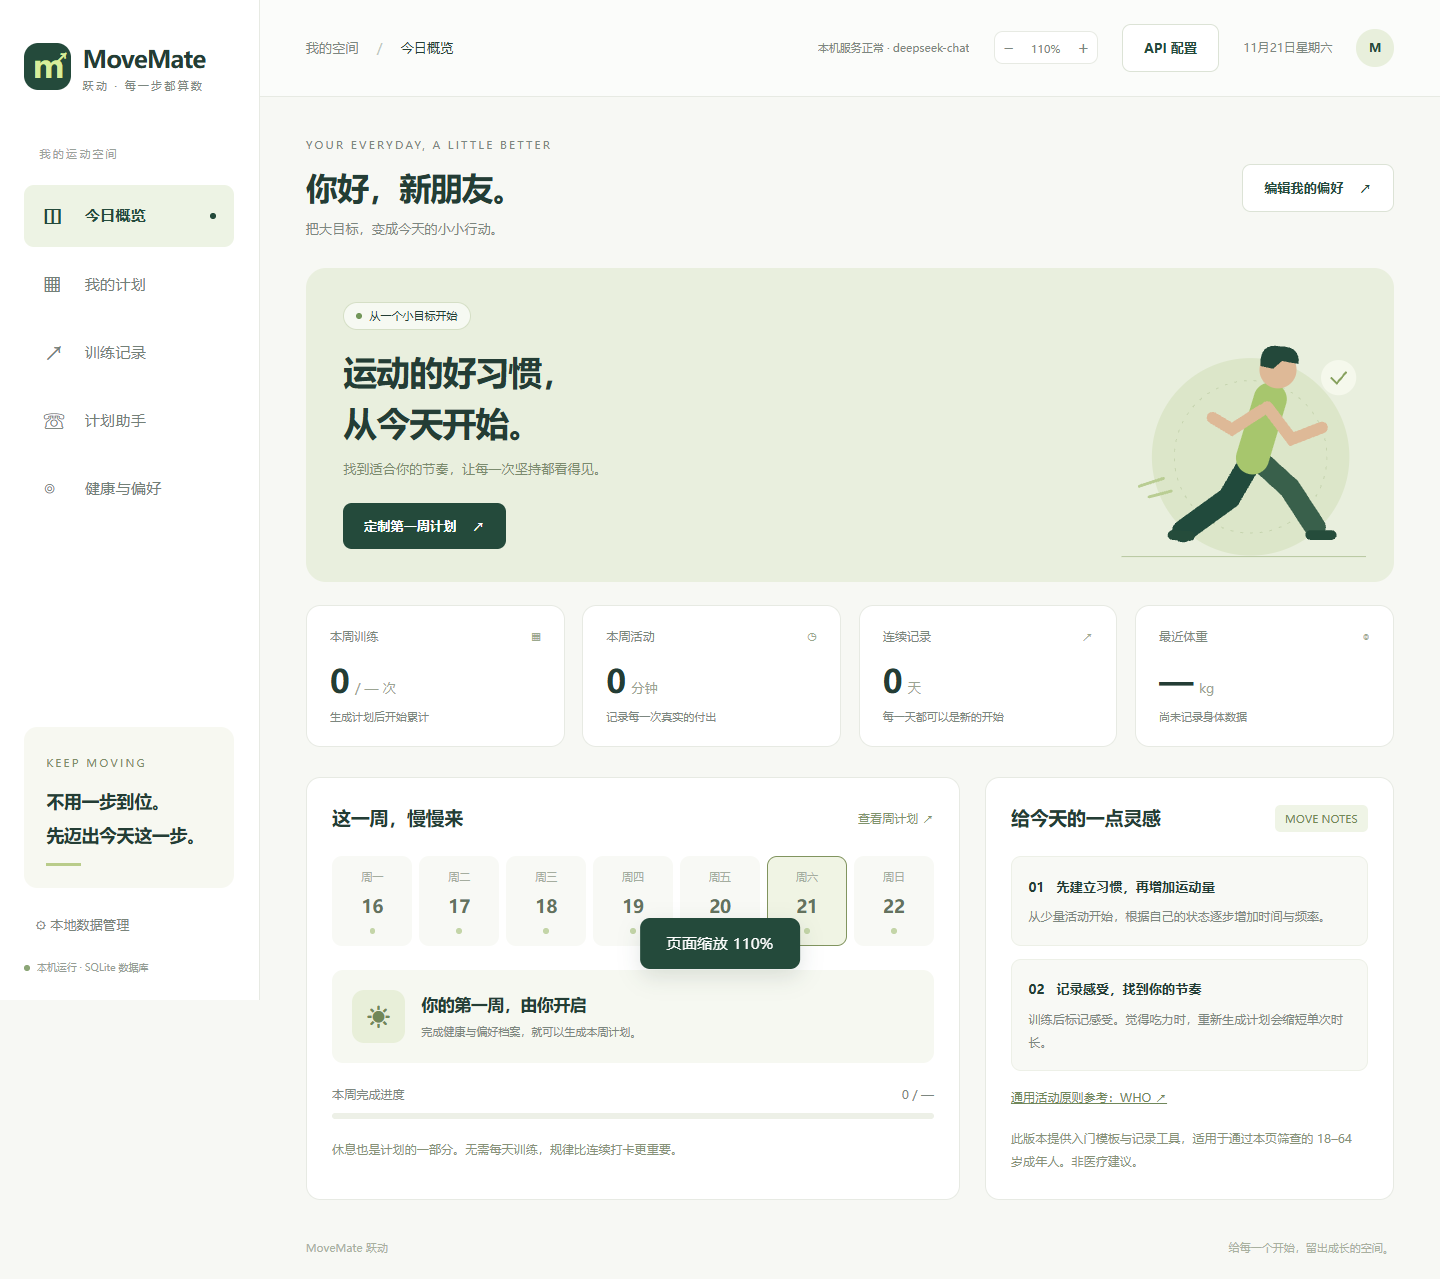 m
MoveMate
跃动 · 每一步都算数
我的运动空间
今日概览
我的计划
训练记录
计划助手
健康与偏好
KEEP MOVING
不用一步到位。
先迈出今天这一步。
本地数据管理
本机运行 · SQLite 数据库
我的空间 / 今日概览
本机服务正常 · deepseek-chat
− 110% +
API 配置
11月21日星期六
M
YOUR EVERYDAY, A LITTLE BETTER
你好，新朋友。
把大目标，变成今天的小小行动。
编辑我的偏好 ↗
从一个小目标开始
运动的好习惯，
从今天开始。
找到适合你的节奏，让每一次坚持都看得见。
定制第一周计划 ↗
本周训练
0 / — 次
生成计划后开始累计
本周活动
0 分钟
记录每一次真实的付出
连续记录
0 天
每一天都可以是新的开始
最近体重
— kg
尚未记录身体数据
这一周，慢慢来
查看周计划 ↗
周一 周二 周三 周四 周五 周六 周日
16 17 18 19 20 21 22
页面缩放 110%
你的第一周，由你开启
完成健康与偏好档案，就可以生成本周计划。
本周完成进度
0 / —
休息也是计划的一部分。无需每天训练，规律比连续打卡更重要。
给今天的一点灵感
MOVE NOTES
01 先建立习惯，再增加运动量
从少量活动开始，根据自己的状态逐步增加时间与频率。
02 记录感受，找到你的节奏
训练后标记感受。觉得吃力时，重新生成计划会缩短单次时
长。
通用活动原则参考：WHO ↗
此版本提供入门模板与记录工具，适用于通过本页筛查的 18–64
岁成年人。非医疗建议。
MoveMate 跃动
给每一个开始，留出成长的空间。